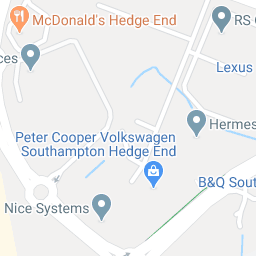 McDonald's Hedge End
RS
ces
Lexus
Hermes
Peter Cooper Volkswagen
Southampton Hedge End
B&Q Sout
Nice Systems